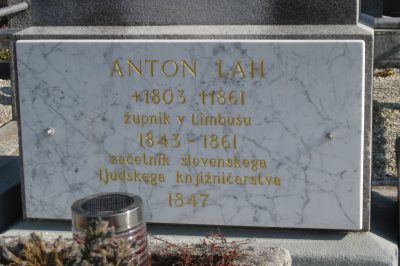 ANTON LAH
+1803 †1861
župnik v Limbušu
1843-1861
začetnik slovenskega
ljudskega knjižničarstva
1847